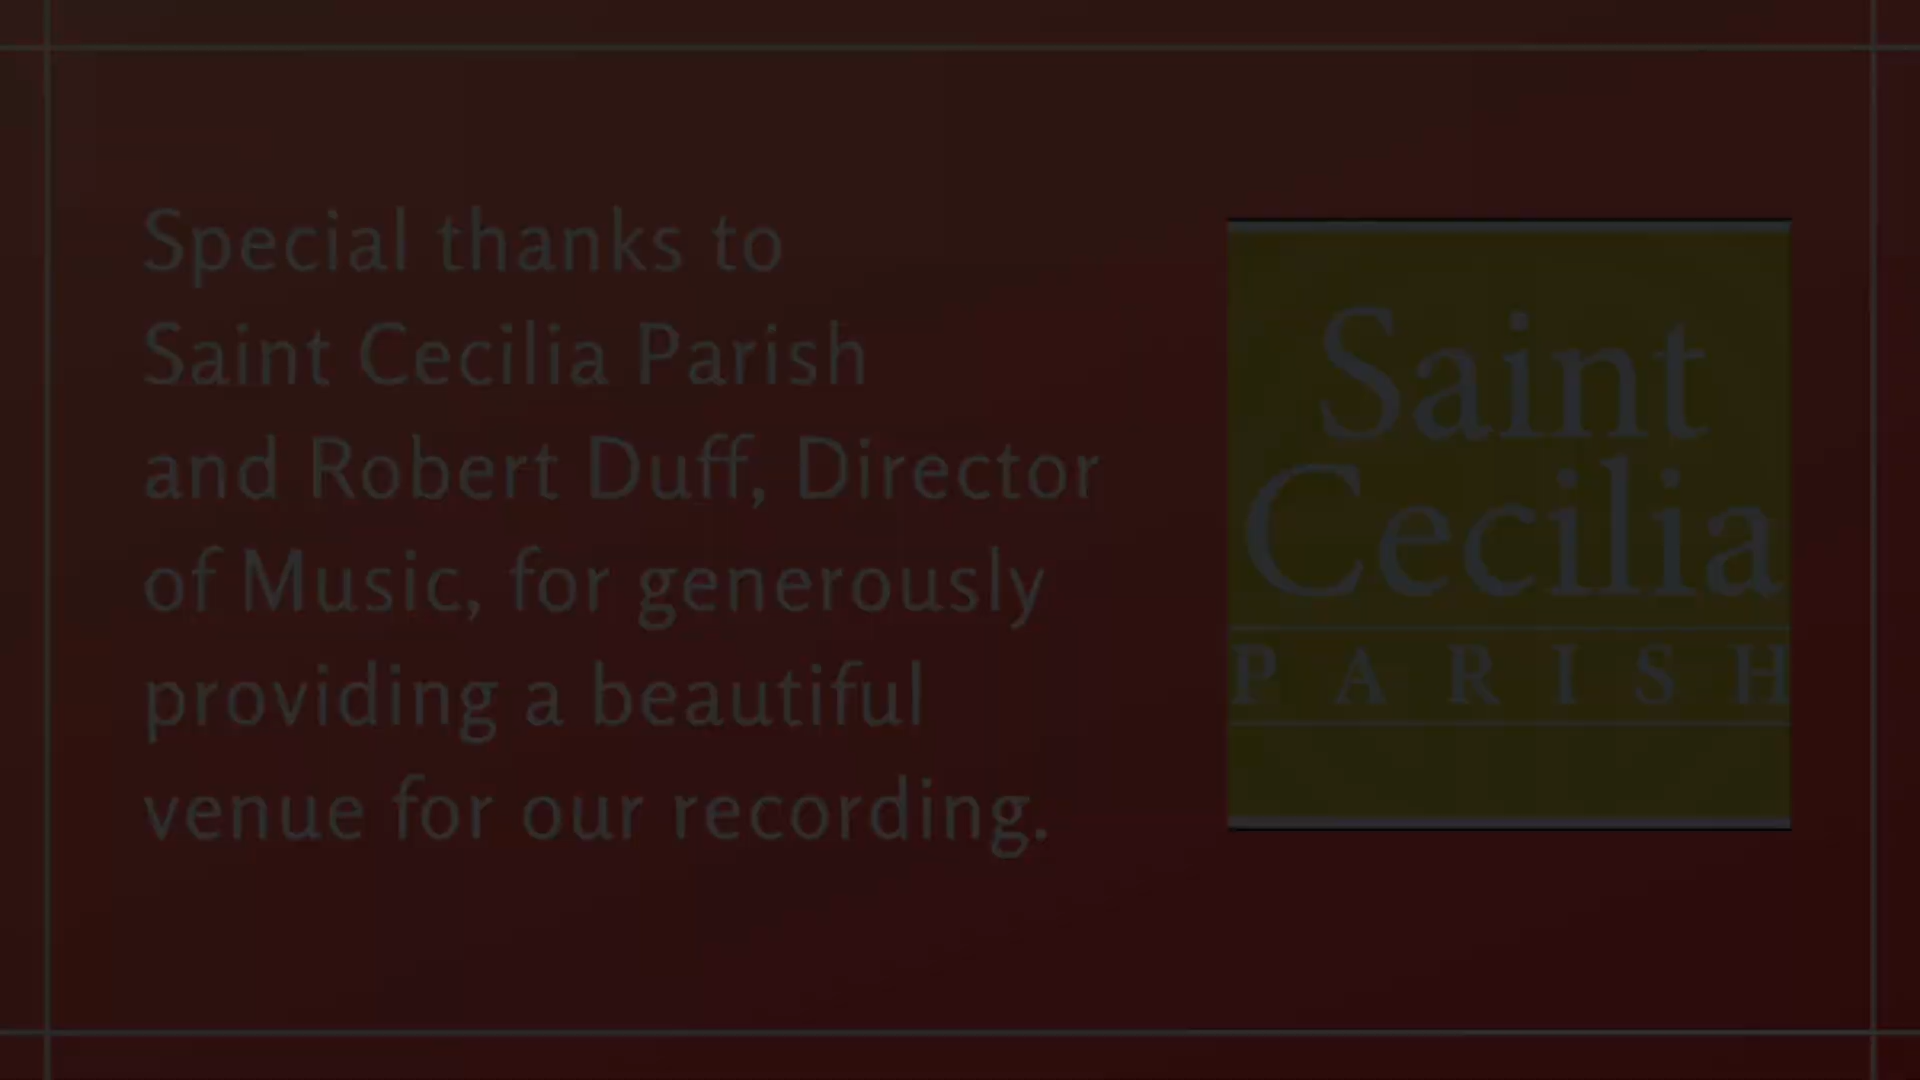 Special thanks to
Saint Cecilia Parish
and Robert Duff, Director
of Music, for generously
providing a beautiful
venue for our recording.
Saint
Cecilia
PARISH